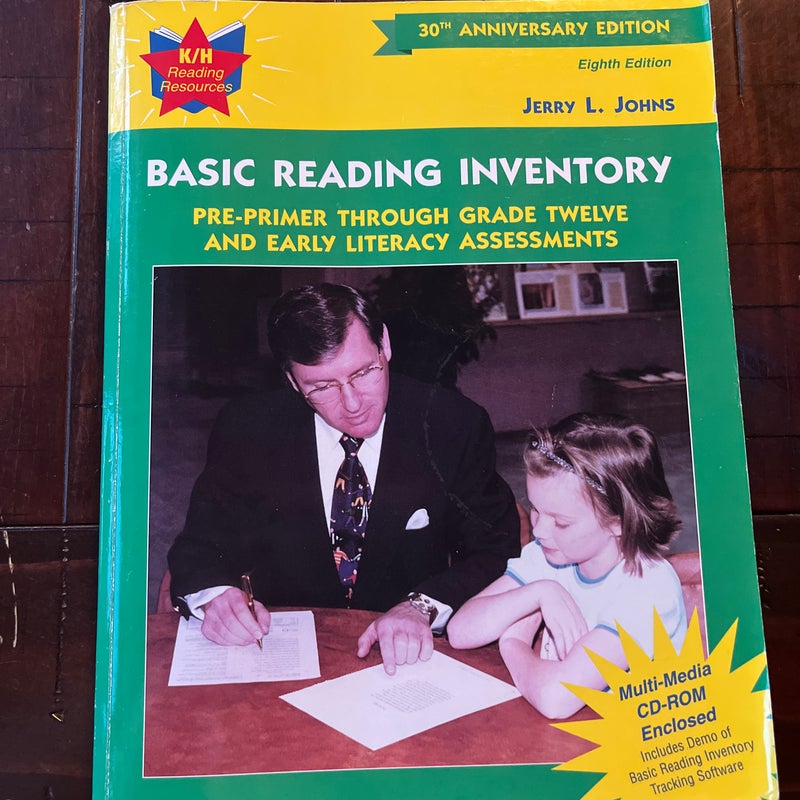 K/H
Reading
Resources
30TH ANNIVERSARY EDITION
Eighth Edition
JERRY L. JOHNS
BASIC READING INVENTORY
PRE-PRIMER THROUGH GRADE TWELVE
AND EARLY LITERACY ASSESSMENTS
Multi-Media
CD-ROM
Enclosed
Includes Demo of
Basic Reading Inventory
Tracking Software